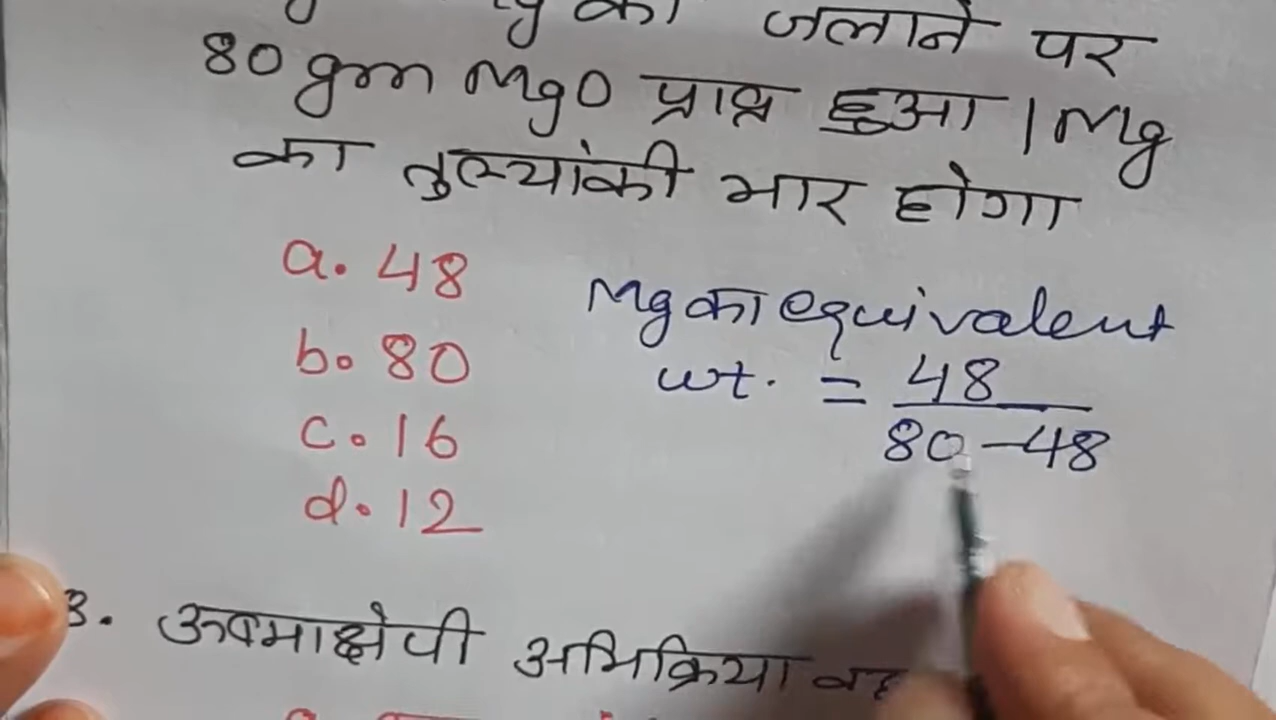 को जलाने पर
80 gm MgO प्राप्त हुआ । Mg
का तुल्यांकी भार होगा
a. 48
b. 80
c. 16
d. 12
Mg का equivalent
wt. = 48
80-48
3. ऊष्माक्षेपी अभिक्रिया वह